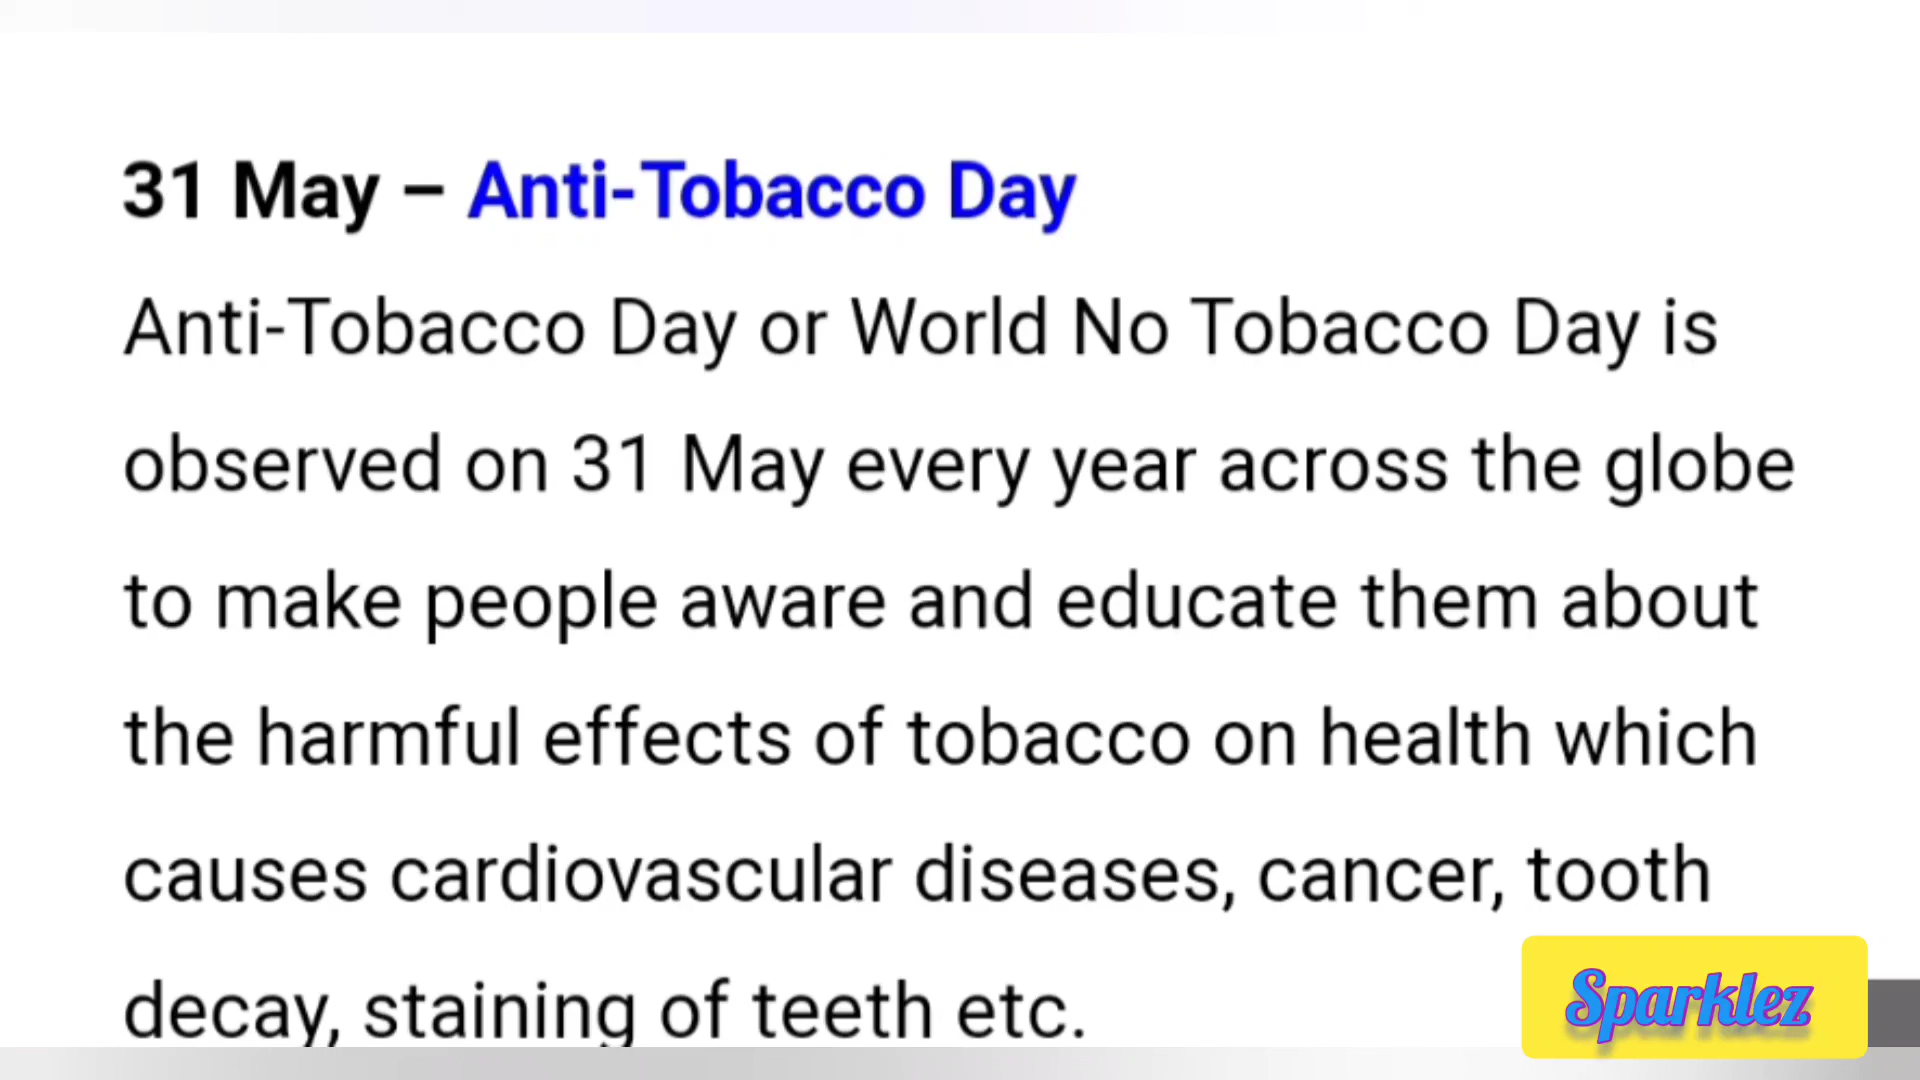 31 May – Anti-Tobacco Day
Anti-Tobacco Day or World No Tobacco Day is
observed on 31 May every year across the globe
to make people aware and educate them about
the harmful effects of tobacco on health which
causes cardiovascular diseases, cancer, tooth
decay, staining of teeth etc.
Sparklez